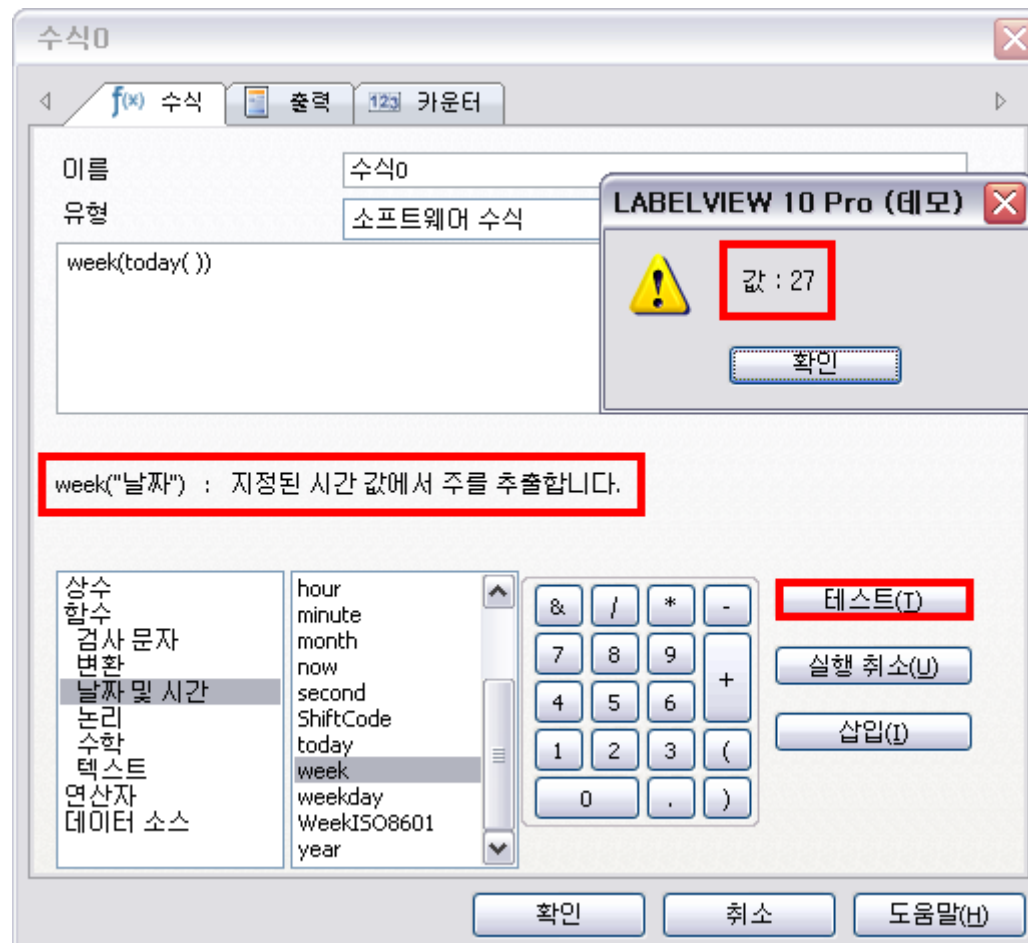 수식0
f(x) 수식
출력
123 카운터
이름
수식0
유형
소프트웨어 수식
week(today( ))
LABELVIEW 10 Pro (데모)
값 : 27
확인
week("날짜") : 지정된 시간 값에서 주를 추출합니다.
상수
함수
검사 문자
변환
날짜 및 시간
논리
수학
텍스트
연산자
데이터 소스
hour
minute
month
now
second
ShiftCode
today
week
weekday
WeekISO8601
year
& / * -
7 8 9 +
4 5 6
1 2 3 (
0 . )
테스트(T)
실행 취소(U)
삽입(I)
확인
취소
도움말(H)